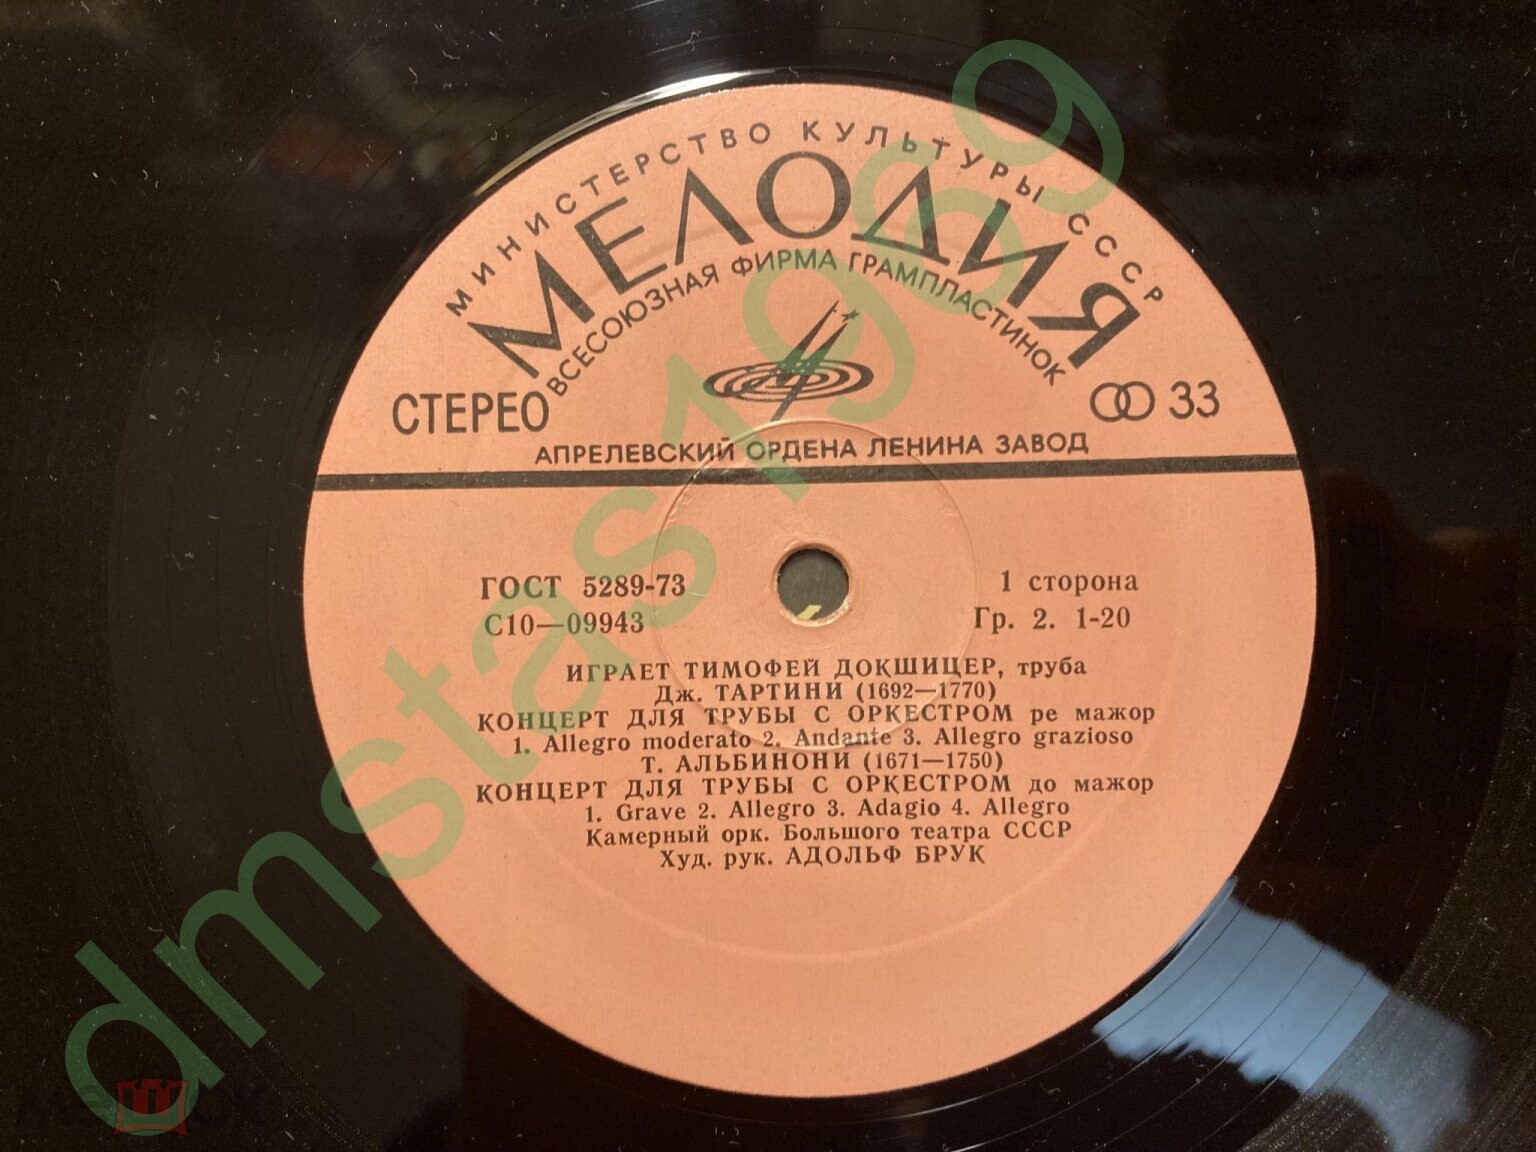 МИНИСТЕРСТВО КУЛЬТУРЫ СССР
МЕЛОДИЯ
ВСЕСОЮЗНАЯ ФИРМА ГРАМПЛАСТИНОК
СТЕРЕО
33
АПРЕЛЕВСКИЙ ОРДЕНА ЛЕНИНА ЗАВОД
ГОСТ 5289-73
1 сторона
С10—09943
Гр. 2. 1-20
ИГРАЕТ ТИМОФЕЙ ДОКШИЦЕР, труба
Дж. ТАРТИНИ (1692—1770)
КОНЦЕРТ ДЛЯ ТРУБЫ С ОРКЕСТРОМ ре мажор
1. Allegro moderato 2. Andante 3. Allegro grazioso
Т. АЛЬБИНОНИ (1671—1750)
КОНЦЕРТ ДЛЯ ТРУБЫ С ОРКЕСТРОМ до мажор
1. Grave 2. Allegro 3. Adagio 4. Allegro
Камерный орк. Большого театра СССР
Худ. рук. АДОЛЬФ БРУК
dmstas1989